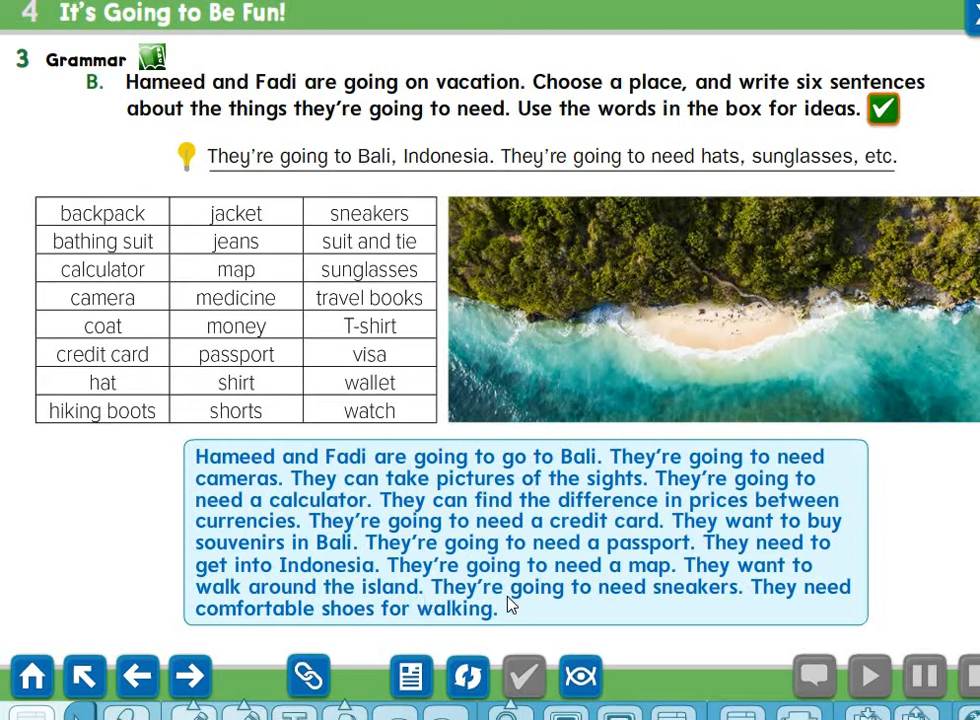 4 It's Going to Be Fun!
3 Grammar
B. Hameed and Fadi are going on vacation. Choose a place, and write six sentences
about the things they're going to need. Use the words in the box for ideas.
They're going to Bali, Indonesia. They're going to need hats, sunglasses, etc.
backpack jacket sneakers
bathing suit jeans suit and tie
calculator map sunglasses
camera medicine travel books
coat money T-shirt
credit card passport visa
hat shirt wallet
hiking boots shorts watch
Hameed and Fadi are going to go to Bali. They're going to need
cameras. They can take pictures of the sights. They're going to
need a calculator. They can find the difference in prices between
currencies. They're going to need a credit card. They want to buy
souvenirs in Bali. They're going to need a passport. They need to
get into Indonesia. They're going to need a map. They want to
walk around the island. They're going to need sneakers. They need
comfortable shoes for walking.